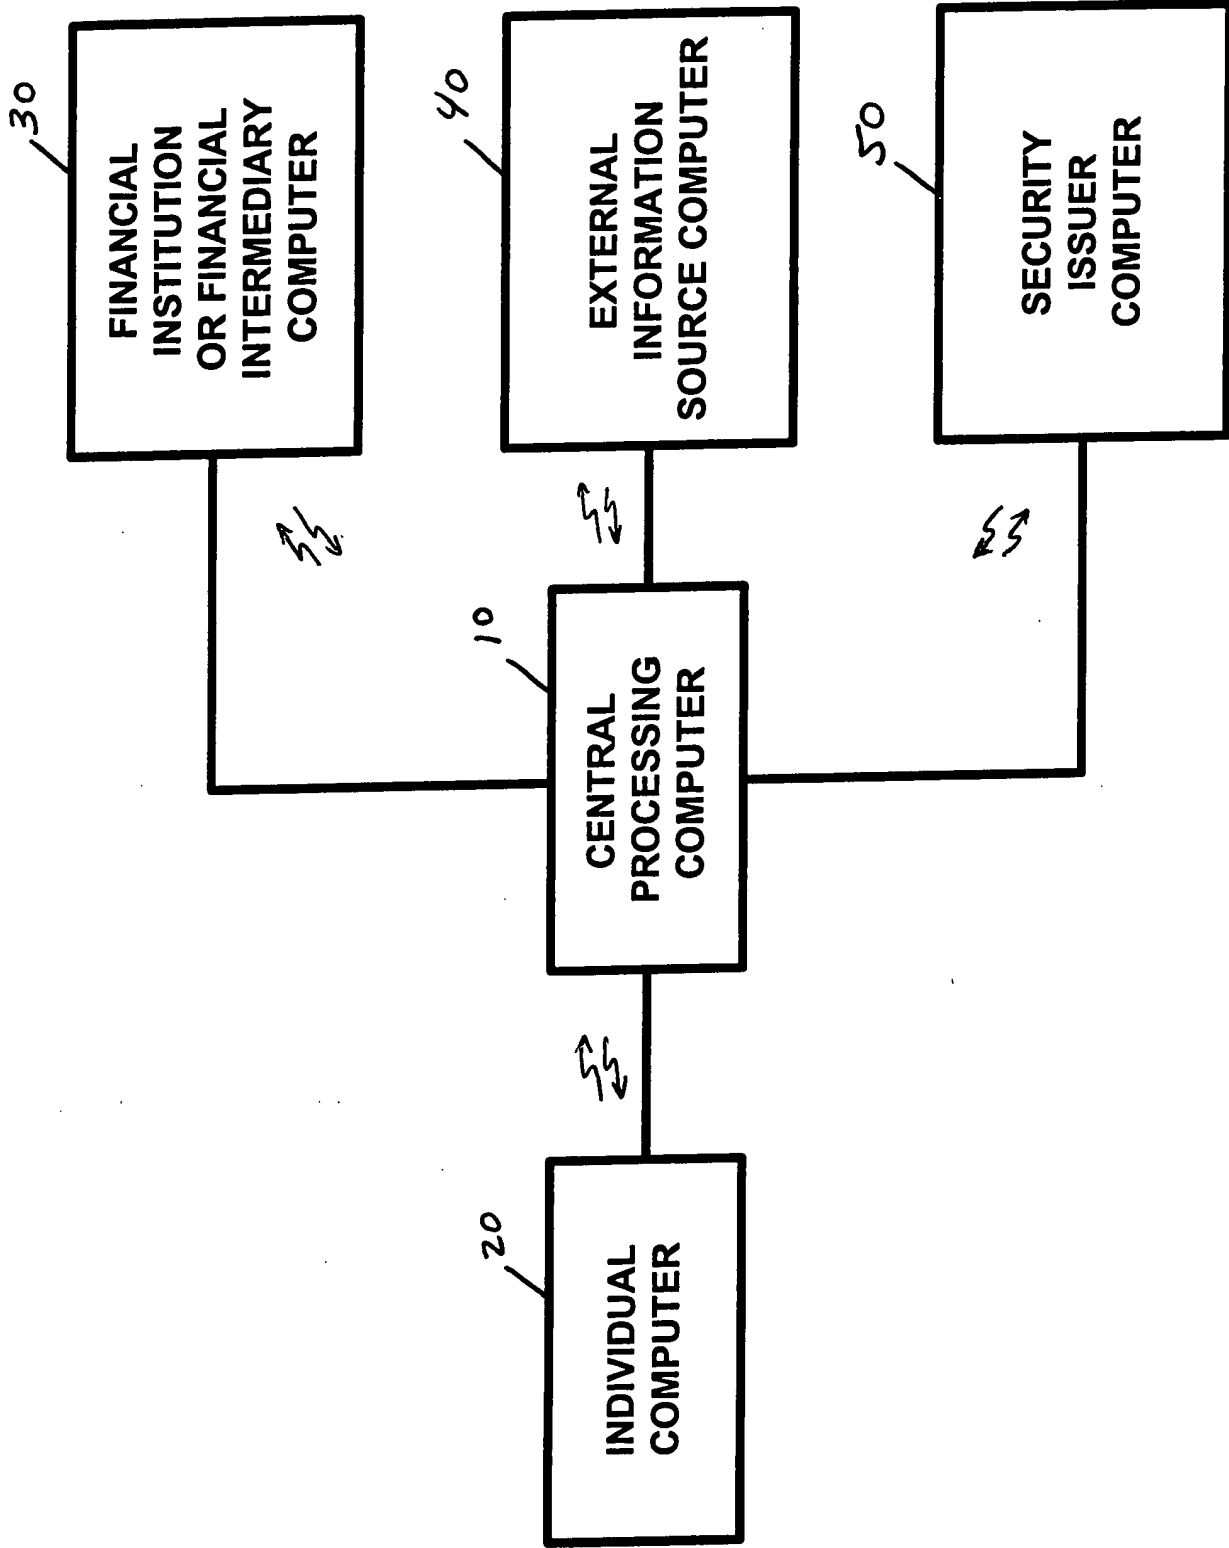 30
FINANCIAL
INSTITUTION
OR FINANCIAL
INTERMEDIARY
COMPUTER
40
EXTERNAL
INFORMATION
SOURCE COMPUTER
50
SECURITY
ISSUER
COMPUTER
10
CENTRAL
PROCESSING
COMPUTER
20
INDIVIDUAL
COMPUTER